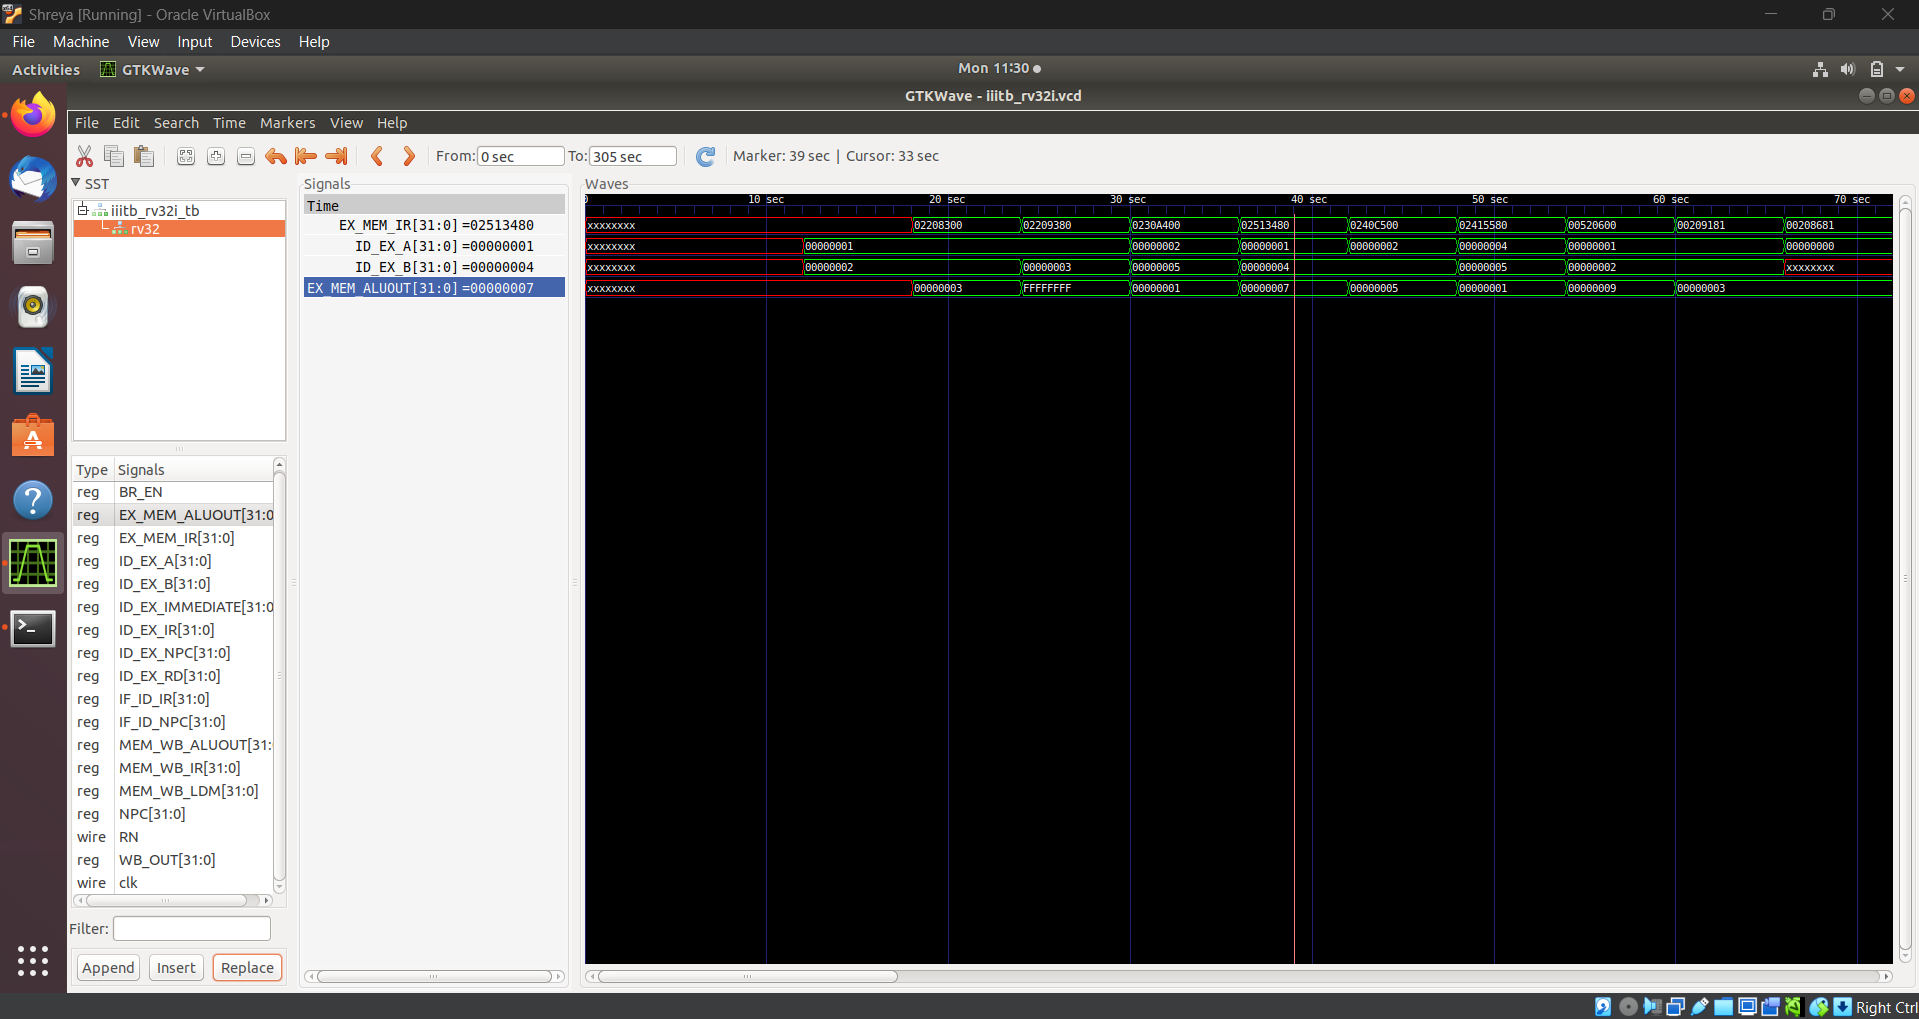 Shreya [Running] - Oracle VirtualBox
File Machine View Input Devices Help
Activities GTKWave Mon 11:30
GTKWave - iiitb_rv32i.vcd
File Edit Search Time Markers View Help
From: 0 sec To: 305 sec Marker: 39 sec | Cursor: 33 sec
SST
iiitb_rv32i_tb
rv32
Type Signals
reg BR_EN
reg EX_MEM_ALUOUT[31:0
reg EX_MEM_IR[31:0]
reg ID_EX_A[31:0]
reg ID_EX_B[31:0]
reg ID_EX_IMMEDIATE[31:0
reg ID_EX_IR[31:0]
reg ID_EX_NPC[31:0]
reg ID_EX_RD[31:0]
reg IF_ID_IR[31:0]
reg IF_ID_NPC[31:0]
reg MEM_WB_ALUOUT[31:
reg MEM_WB_IR[31:0]
reg MEM_WB_LDM[31:0]
reg NPC[31:0]
wire RN
reg WB_OUT[31:0]
wire clk
Filter:
Append Insert Replace
Signals
Time
EX_MEM_IR[31:0] =02513480
ID_EX_A[31:0] =00000001
ID_EX_B[31:0] =00000004
EX_MEM_ALUOUT[31:0] =00000007
Waves
0 10 sec 20 sec 30 sec 40 sec 50 sec 60 sec 70 sec
xxxxxxxx 02208300 02209380 0230A400 02513480 0240C500 02415580 00520600 00209181 00208681
xxxxxxxx 00000001 00000002 00000001 00000002 00000004 00000001 00000000
xxxxxxxx 00000002 00000003 00000005 00000004 00000005 00000002 xxxxxxxx
xxxxxxxx 00000003 FFFFFFFF 00000001 00000007 00000005 00000001 00000009 00000003
Right Ctrl